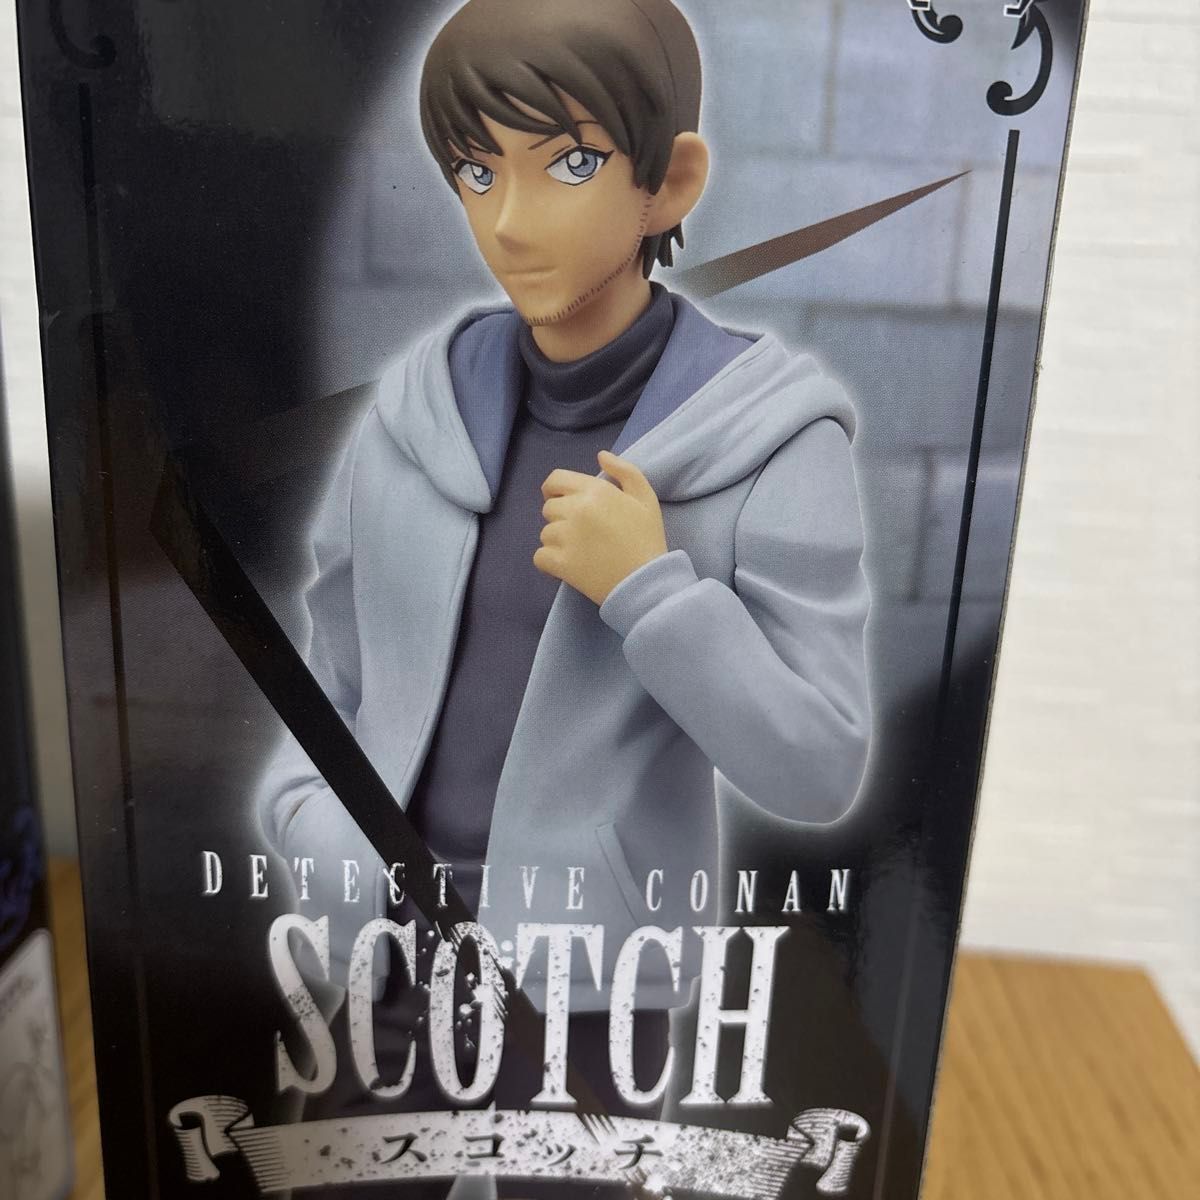 DETECTIVE CONAN
SCOTCH
スコッチ